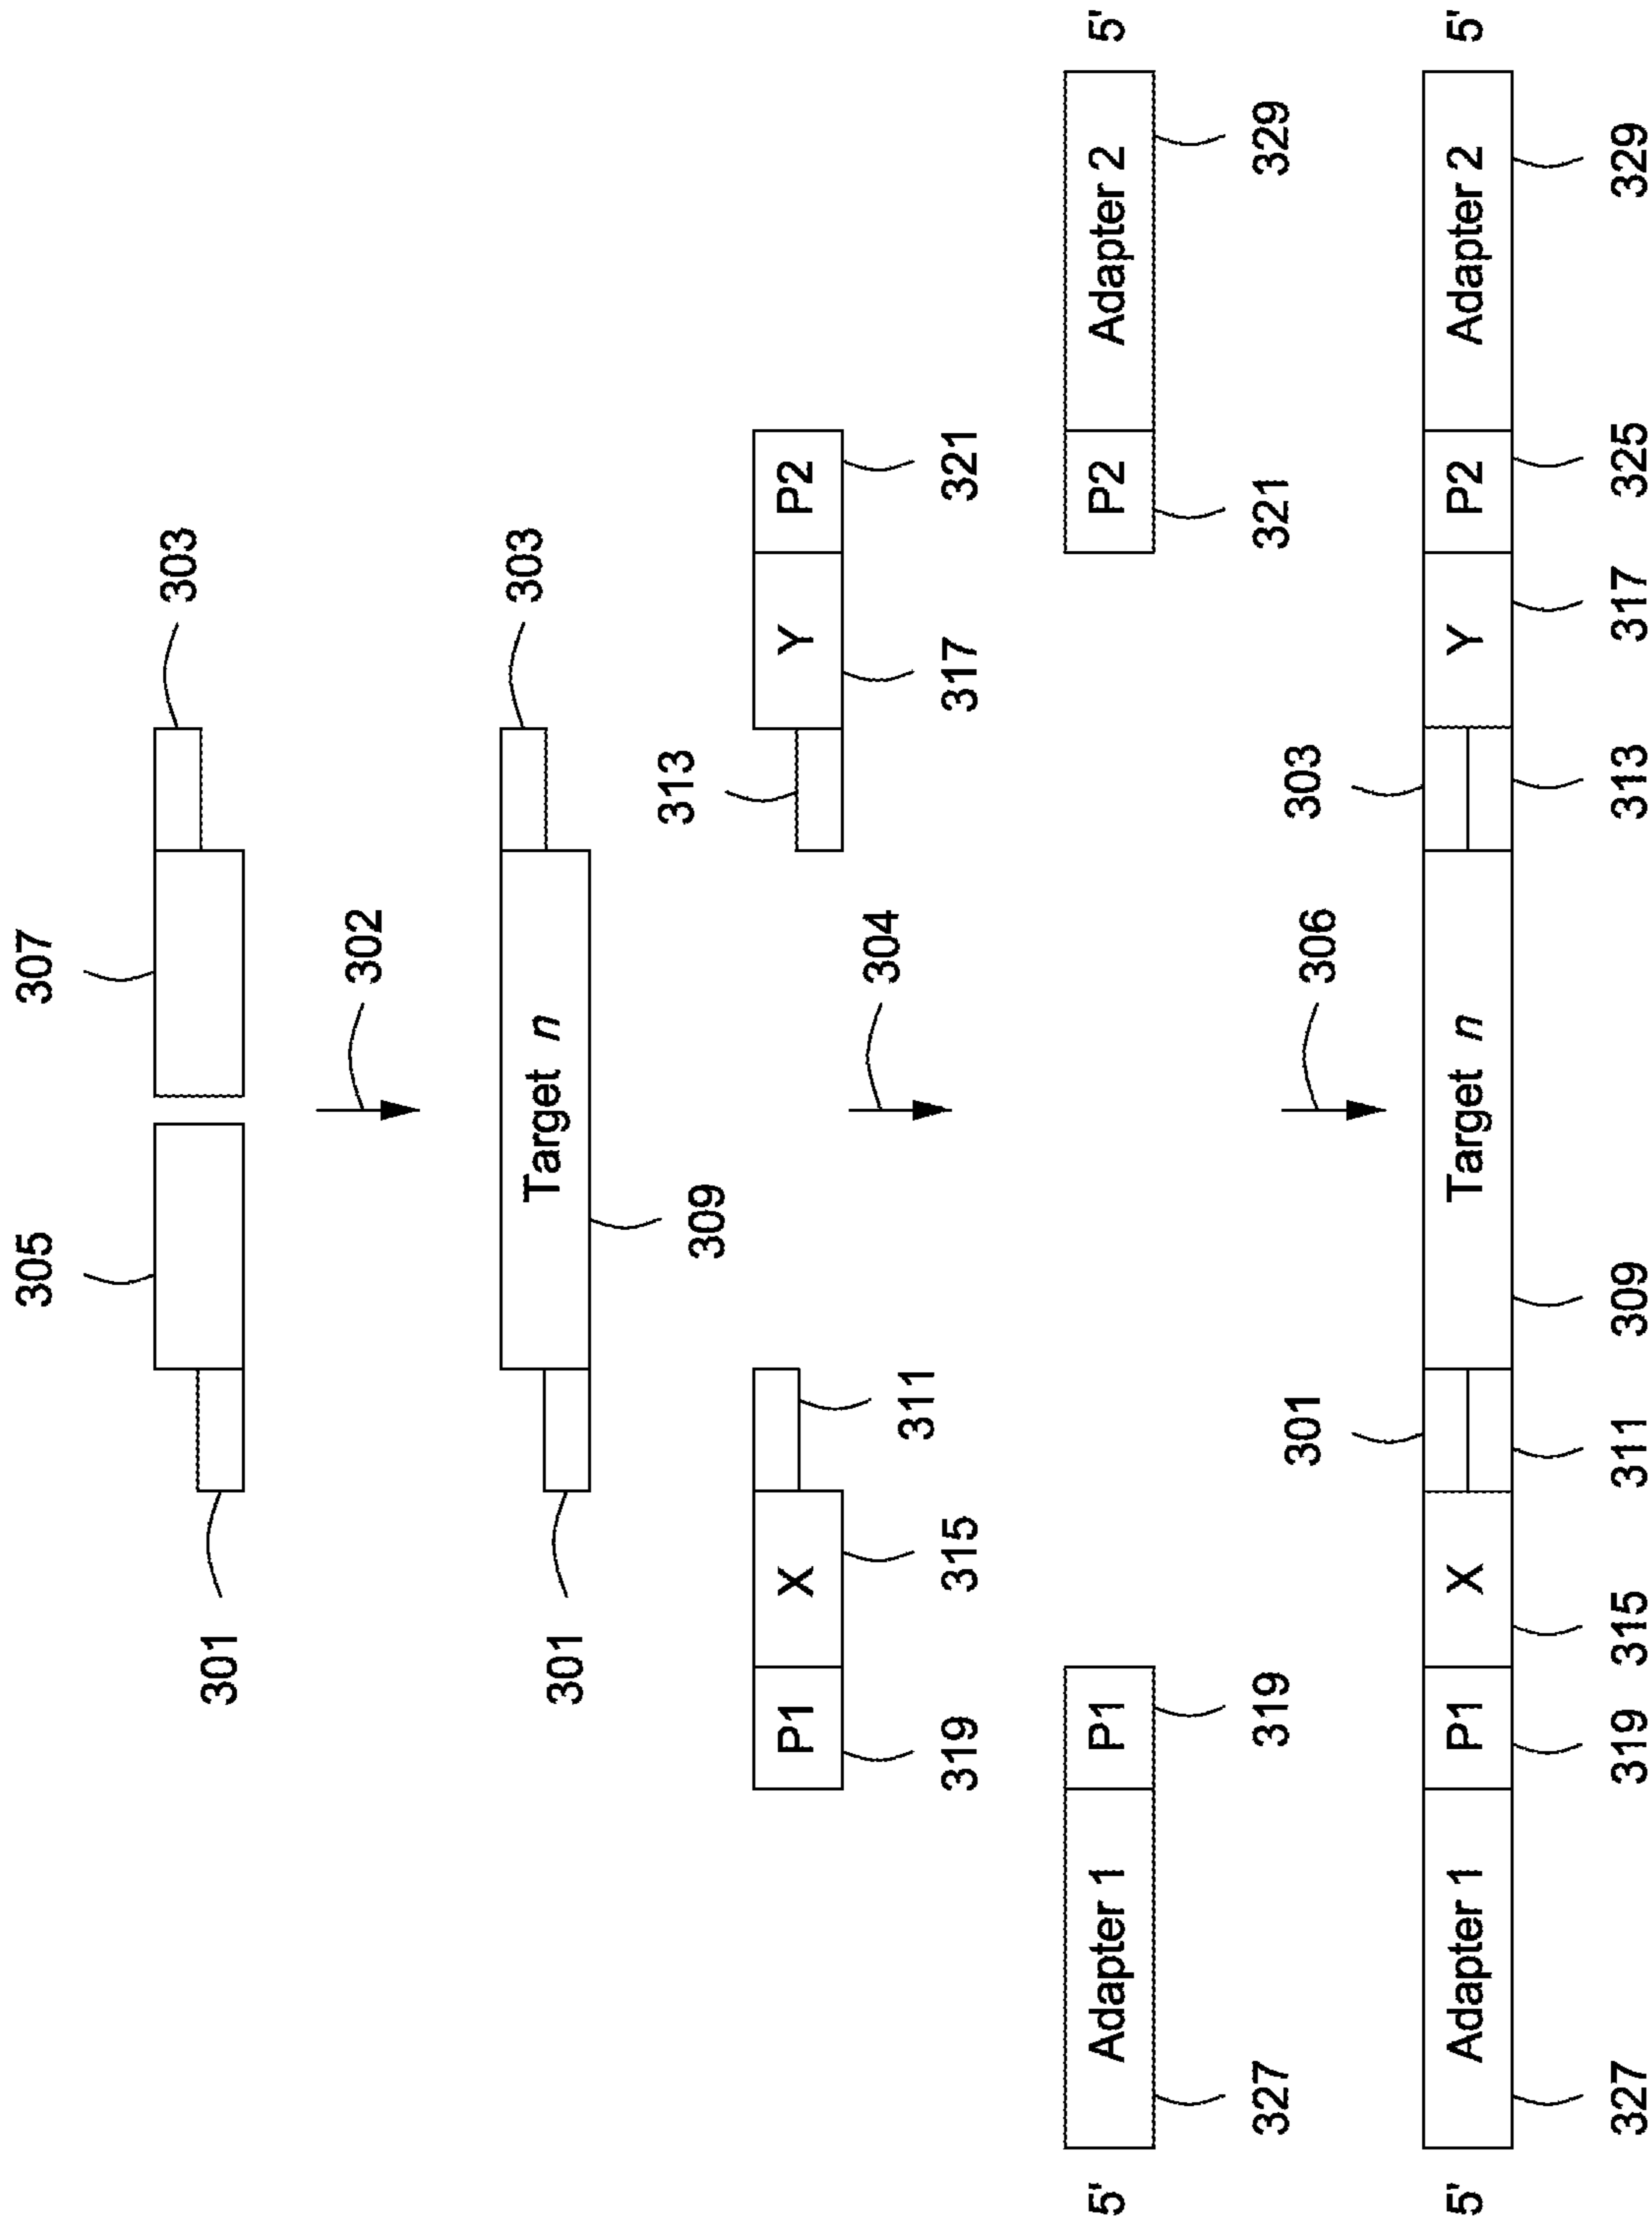 305 307
303
301
302
303
Target n
301
313
309
P1 X Y P2
304
311
319 315 317 321
5' Adapter 1 P1 P2 Adapter 2 5'
327 319 321 329
301 303
306
5' Adapter 1 P1 X Target n Y P2 Adapter 2 5'
327 319 315 311 309 313 317 325 329